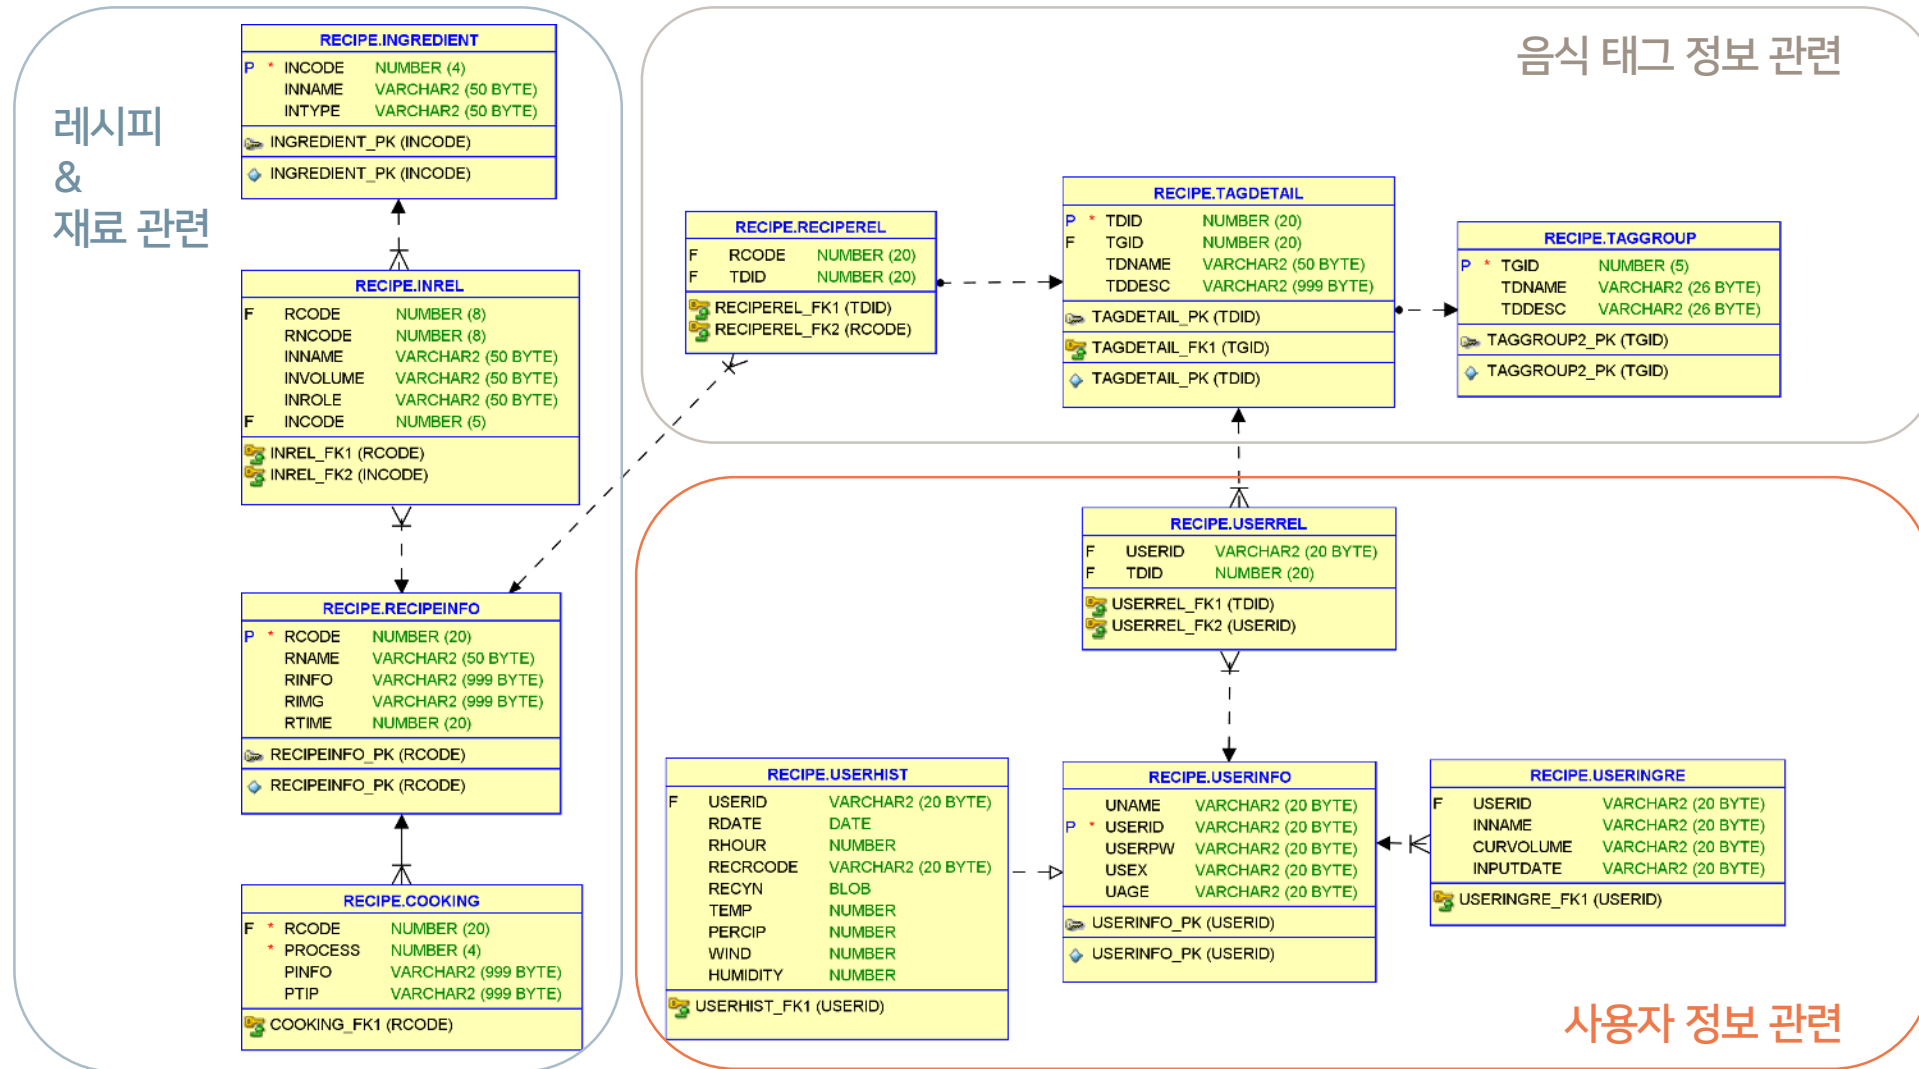 레시피
&
재료 관련
RECIPE.INGREDIENT
P * INCODE NUMBER (4)
INNAME VARCHAR2 (50 BYTE)
INTYPE VARCHAR2 (50 BYTE)
INGREDIENT_PK (INCODE)
INGREDIENT_PK (INCODE)
RECIPE.INREL
F RCODE NUMBER (8)
RNCODE NUMBER (8)
INNAME VARCHAR2 (50 BYTE)
INVOLUME VARCHAR2 (50 BYTE)
INROLE VARCHAR2 (50 BYTE)
F INCODE NUMBER (5)
INREL_FK1 (RCODE)
INREL_FK2 (INCODE)
RECIPE.RECIPEINFO
P * RCODE NUMBER (20)
RNAME VARCHAR2 (50 BYTE)
RINFO VARCHAR2 (999 BYTE)
RIMG VARCHAR2 (999 BYTE)
RTIME NUMBER (20)
RECIPEINFO_PK (RCODE)
RECIPEINFO_PK (RCODE)
RECIPE.COOKING
F * RCODE NUMBER (20)
* PROCESS NUMBER (4)
PINFO VARCHAR2 (999 BYTE)
PTIP VARCHAR2 (999 BYTE)
COOKING_FK1 (RCODE)
음식 태그 정보 관련
RECIPE.RECIPEREL
F RCODE NUMBER (20)
F TDID NUMBER (20)
RECIPEREL_FK1 (TDID)
RECIPEREL_FK2 (RCODE)
RECIPE.TAGDETAIL
P * TDID NUMBER (20)
F TGID NUMBER (20)
TDNAME VARCHAR2 (50 BYTE)
TDDESC VARCHAR2 (999 BYTE)
TAGDETAIL_PK (TDID)
TAGDETAIL_FK1 (TGID)
TAGDETAIL_PK (TDID)
RECIPE.TAGGROUP
P * TGID NUMBER (5)
TDNAME VARCHAR2 (26 BYTE)
TDDESC VARCHAR2 (26 BYTE)
TAGGROUP2_PK (TGID)
TAGGROUP2_PK (TGID)
RECIPE.USERREL
F USERID VARCHAR2 (20 BYTE)
F TDID NUMBER (20)
USERREL_FK1 (TDID)
USERREL_FK2 (USERID)
RECIPE.USERHIST
F USERID VARCHAR2 (20 BYTE)
RDATE DATE
RHOUR NUMBER
RECRCODE VARCHAR2 (20 BYTE)
RECYN BLOB
TEMP NUMBER
PERCIP NUMBER
WIND NUMBER
HUMIDITY NUMBER
USERHIST_FK1 (USERID)
RECIPE.USERINFO
UNAME VARCHAR2 (20 BYTE)
P * USERID VARCHAR2 (20 BYTE)
USERPW VARCHAR2 (20 BYTE)
USEX VARCHAR2 (20 BYTE)
UAGE VARCHAR2 (20 BYTE)
USERINFO_PK (USERID)
USERINFO_PK (USERID)
RECIPE.USERINGRE
F USERID VARCHAR2 (20 BYTE)
INNAME VARCHAR2 (20 BYTE)
CURVOLUME VARCHAR2 (20 BYTE)
INPUTDATE VARCHAR2 (20 BYTE)
USERINGRE_FK1 (USERID)
사용자 정보 관련